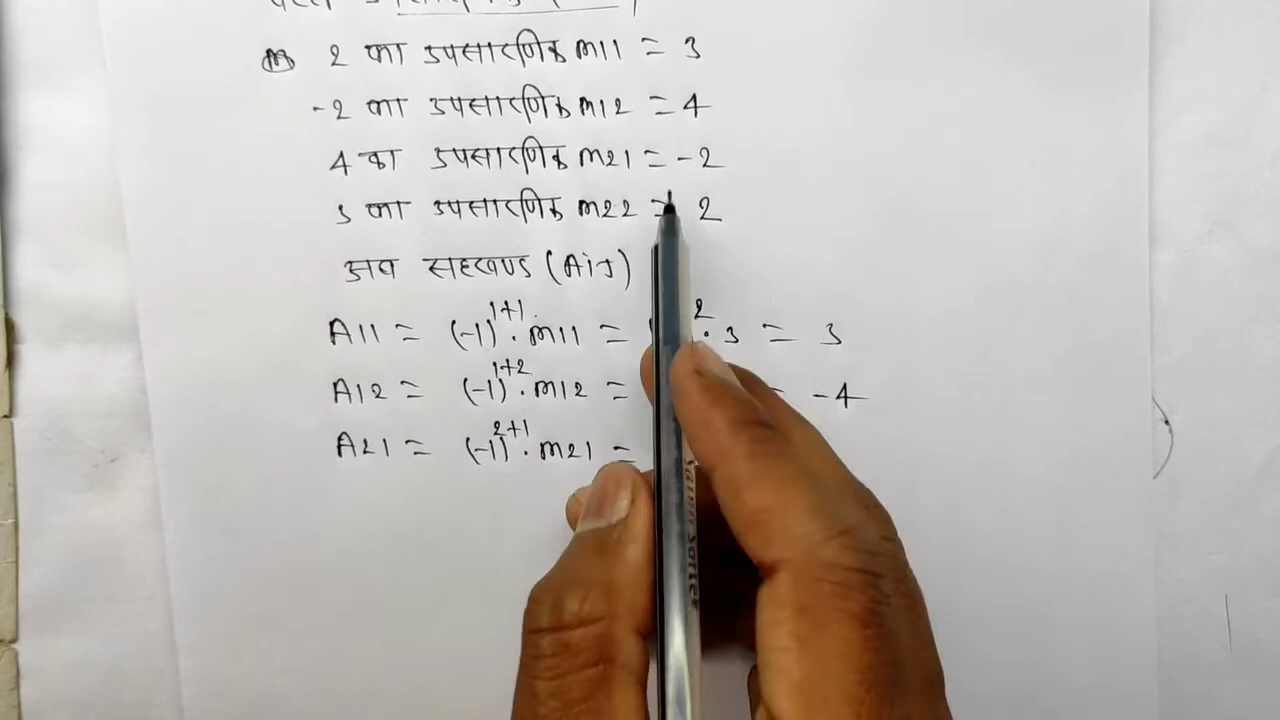 2 का उपसारणिक m11 = 3
-2 का उपसारणिक m12 = 4
4 का उपसारणिक m21 = -2
3 का उपसारणिक m22 = 2
अब सहखण्ड (Aij)
A11 = (-1)^1+1 . m11 = 2 . 3 = 3
A12 = (-1)^1+2 . m12 = = -4
A21 = (-1)^2+1 . m21 =